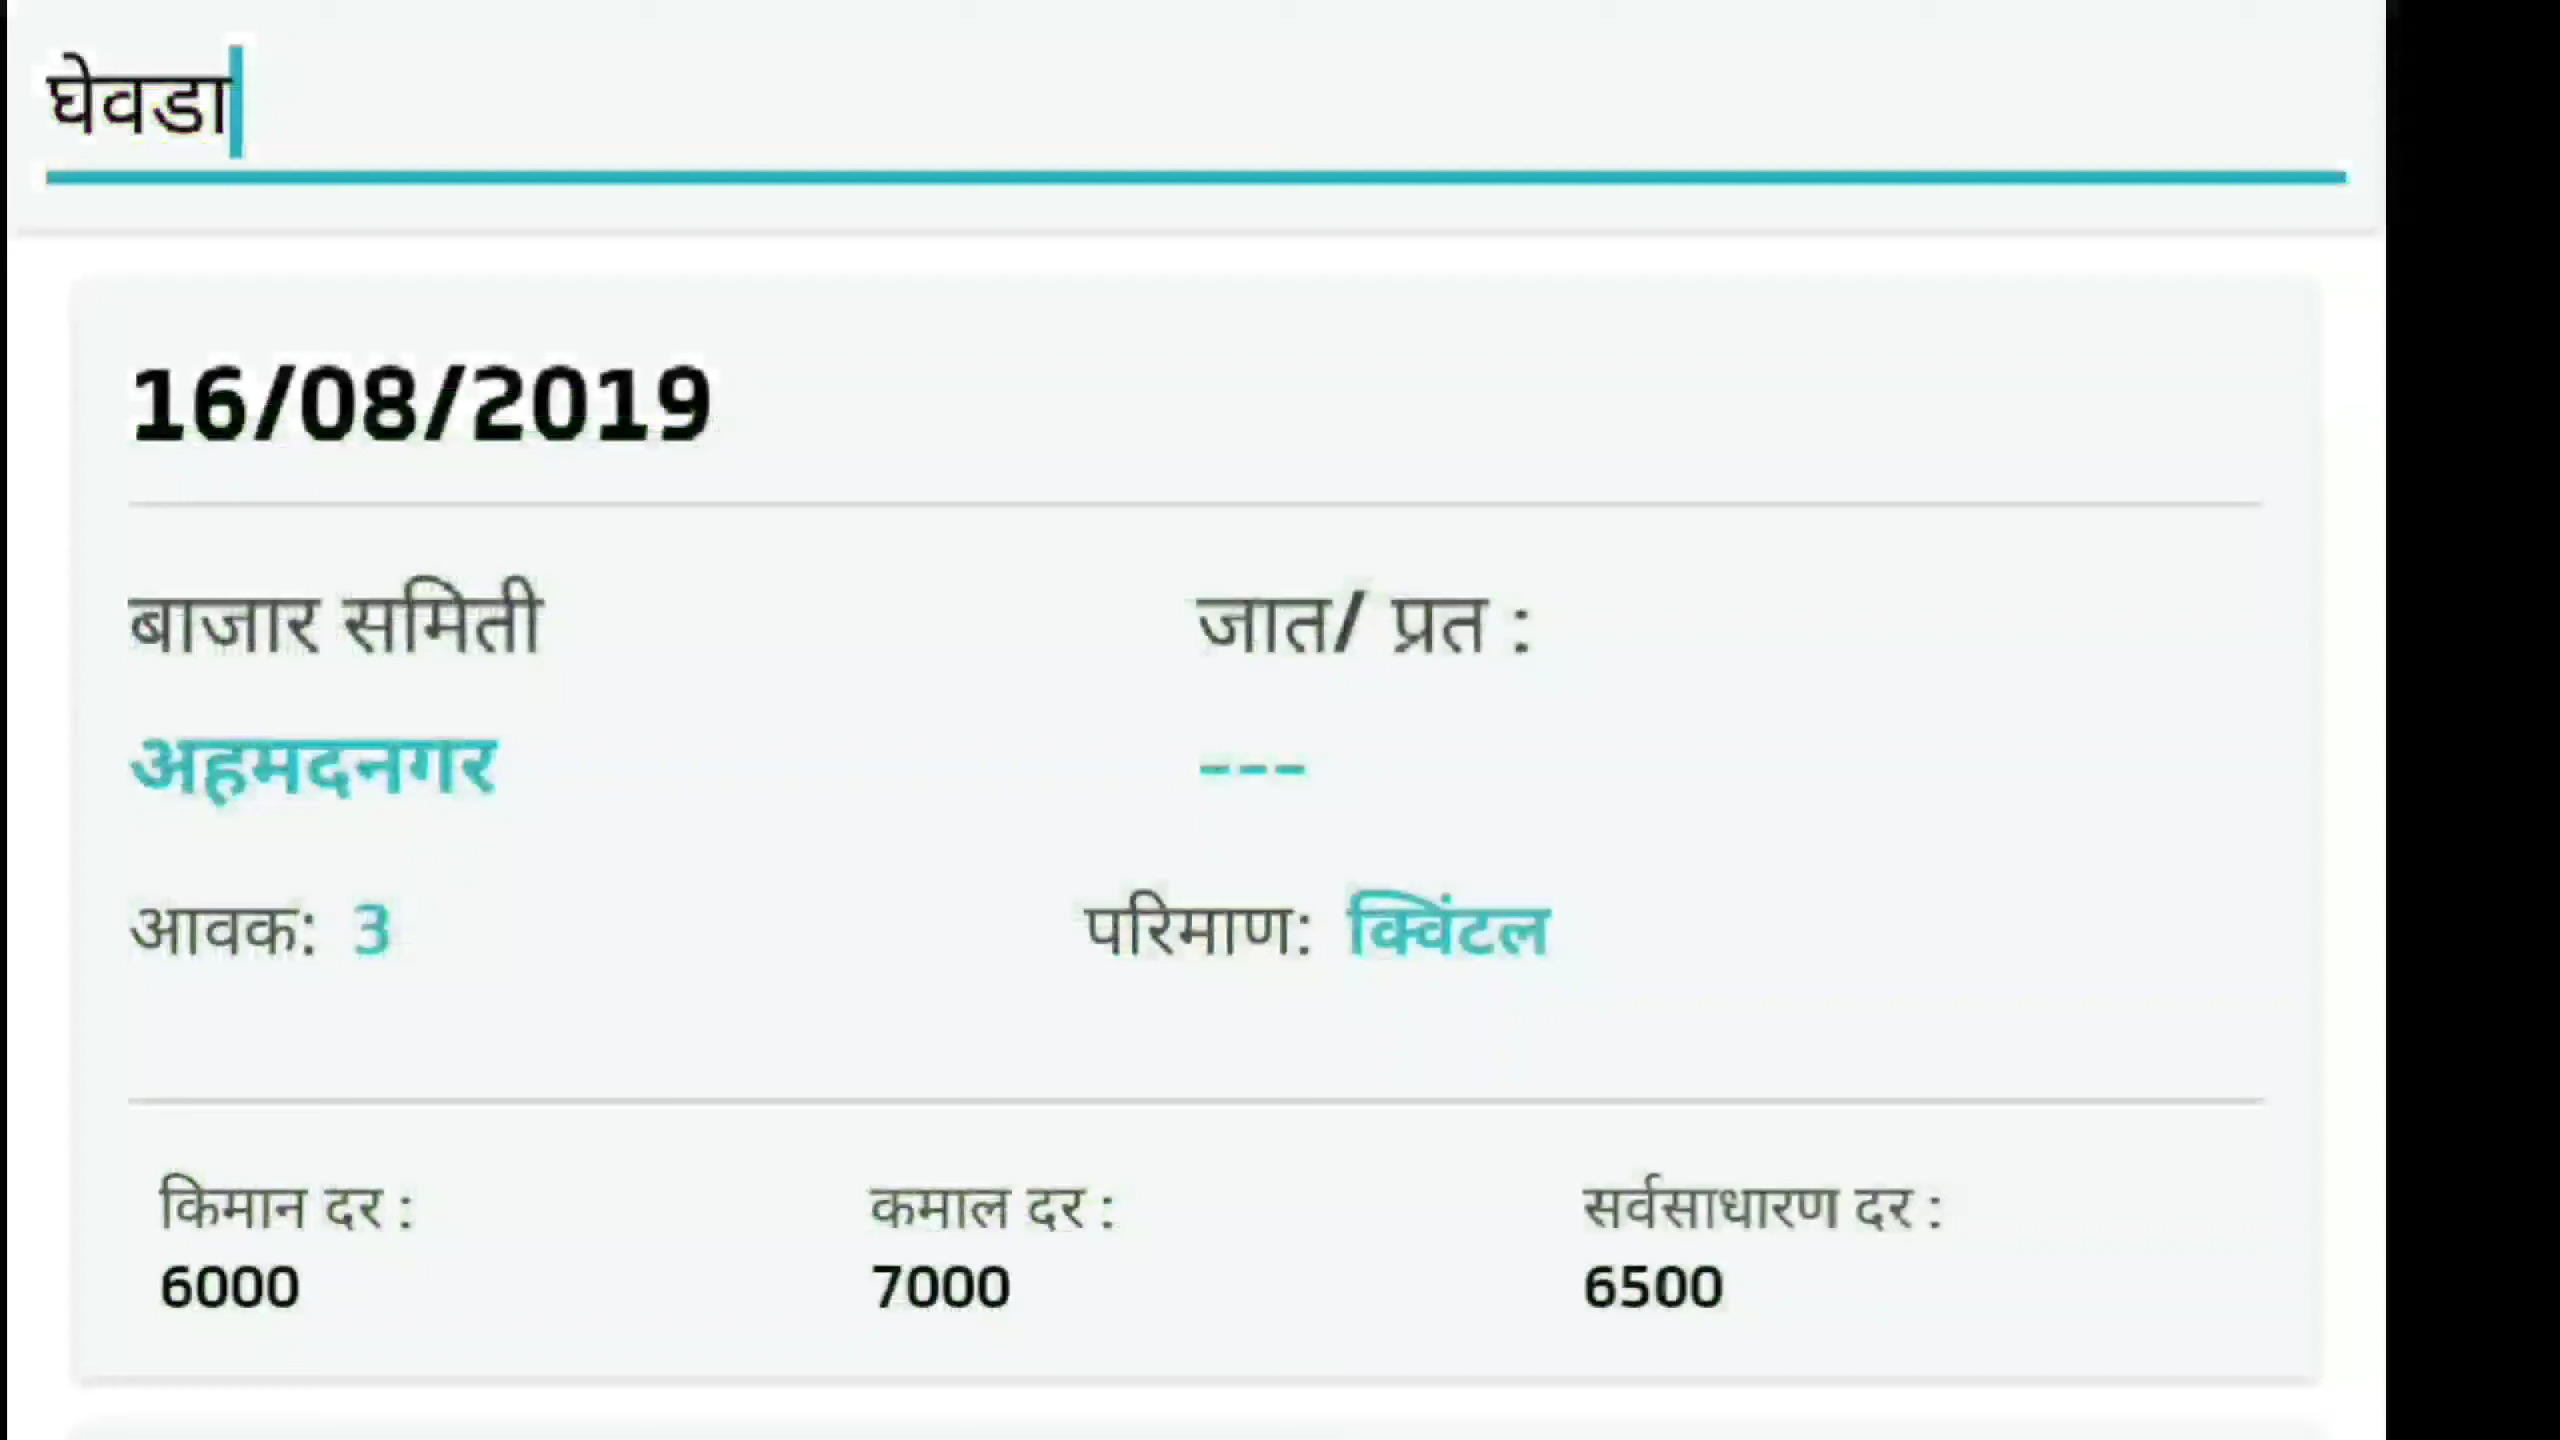 घेवडा
16/08/2019
बाजार समिती जात/ प्रत :
अहमदनगर ---
आवक: 3 परिमाण: क्विंटल
किमान दर : कमाल दर : सर्वसाधारण दर :
6000 7000 6500